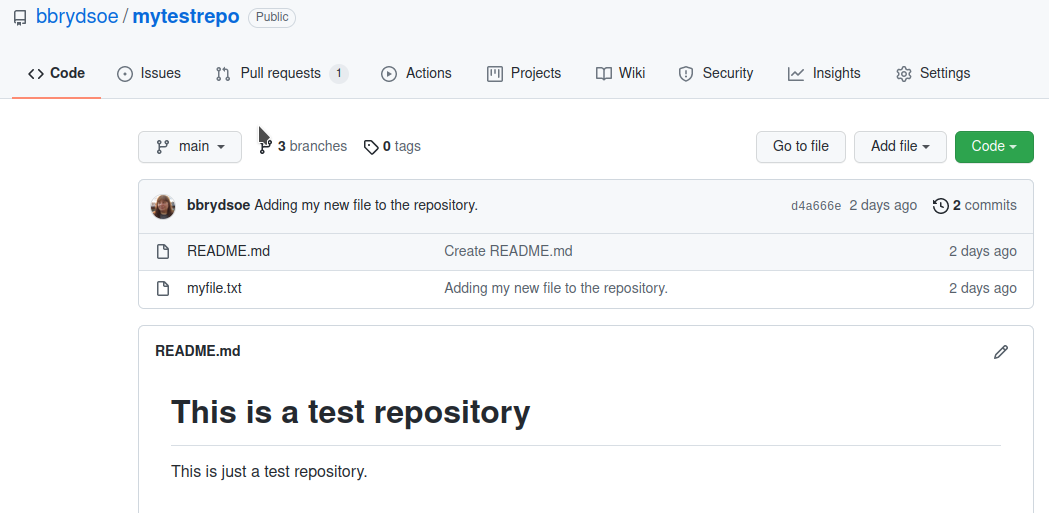 bbrydsoe / mytestrepo Public
Code Issues Pull requests 1 Actions Projects Wiki Security Insights Settings
main 3 branches 0 tags Go to file Add file Code
bbrydsoe Adding my new file to the repository. d4a666e 2 days ago 2 commits
README.md Create README.md 2 days ago
myfile.txt Adding my new file to the repository. 2 days ago
README.md
This is a test repository
This is just a test repository.